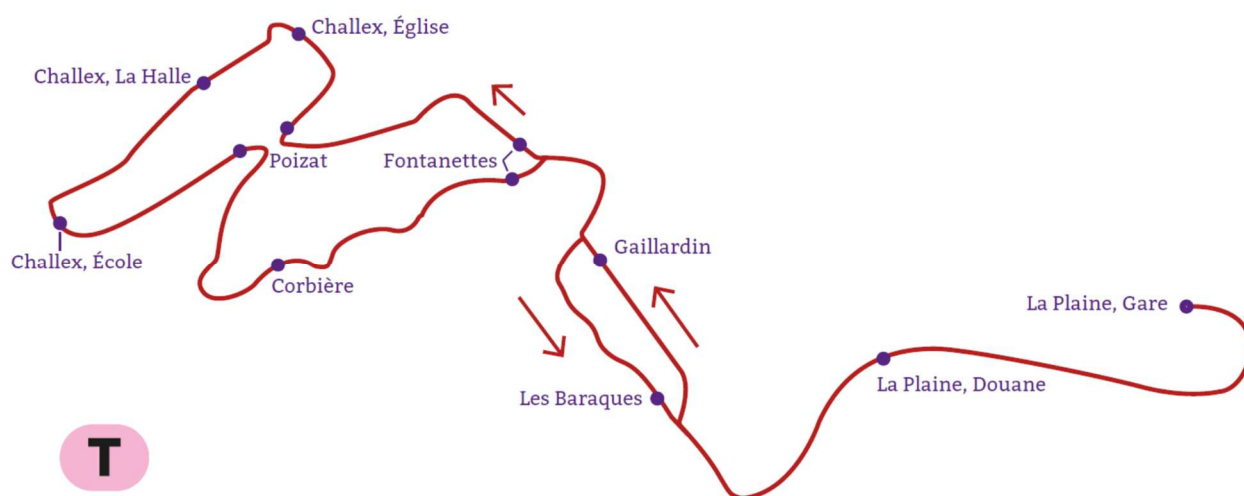 Challex, Église
Challex, La Halle
Poizat
Fontanettes
Challex, École
Corbière
Gaillardin
La Plaine, Gare
La Plaine, Douane
Les Baraques
T